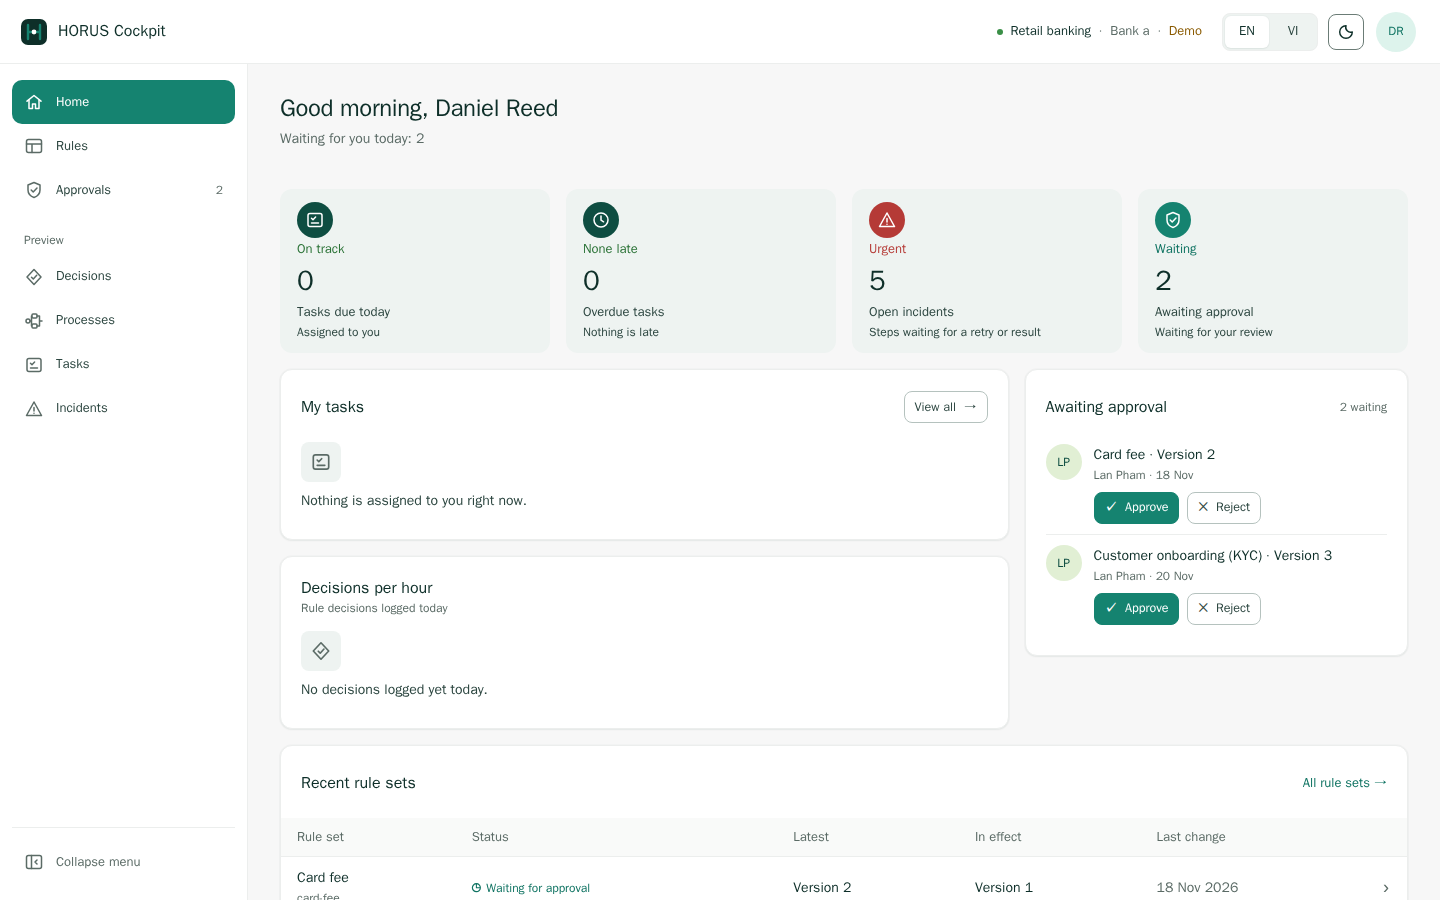 HORUS Cockpit
Retail banking · Bank a · Demo
EN VI
DR
Home
Rules
Approvals 2
Preview
Decisions
Processes
Tasks
Incidents
Collapse menu
Good morning, Daniel Reed
Waiting for you today: 2
On track
0
Tasks due today
Assigned to you
None late
0
Overdue tasks
Nothing is late
Urgent
5
Open incidents
Steps waiting for a retry or result
Waiting
2
Awaiting approval
Waiting for your review
My tasks
View all →
Nothing is assigned to you right now.
Decisions per hour
Rule decisions logged today
No decisions logged yet today.
Awaiting approval
2 waiting
LP
Card fee · Version 2
Lan Pham · 18 Nov
✓ Approve
✕ Reject
LP
Customer onboarding (KYC) · Version 3
Lan Pham · 20 Nov
✓ Approve
✕ Reject
Recent rule sets
All rule sets →
Rule set Status Latest In effect Last change
Card fee
card-fee
Waiting for approval
Version 2
Version 1
18 Nov 2026
›